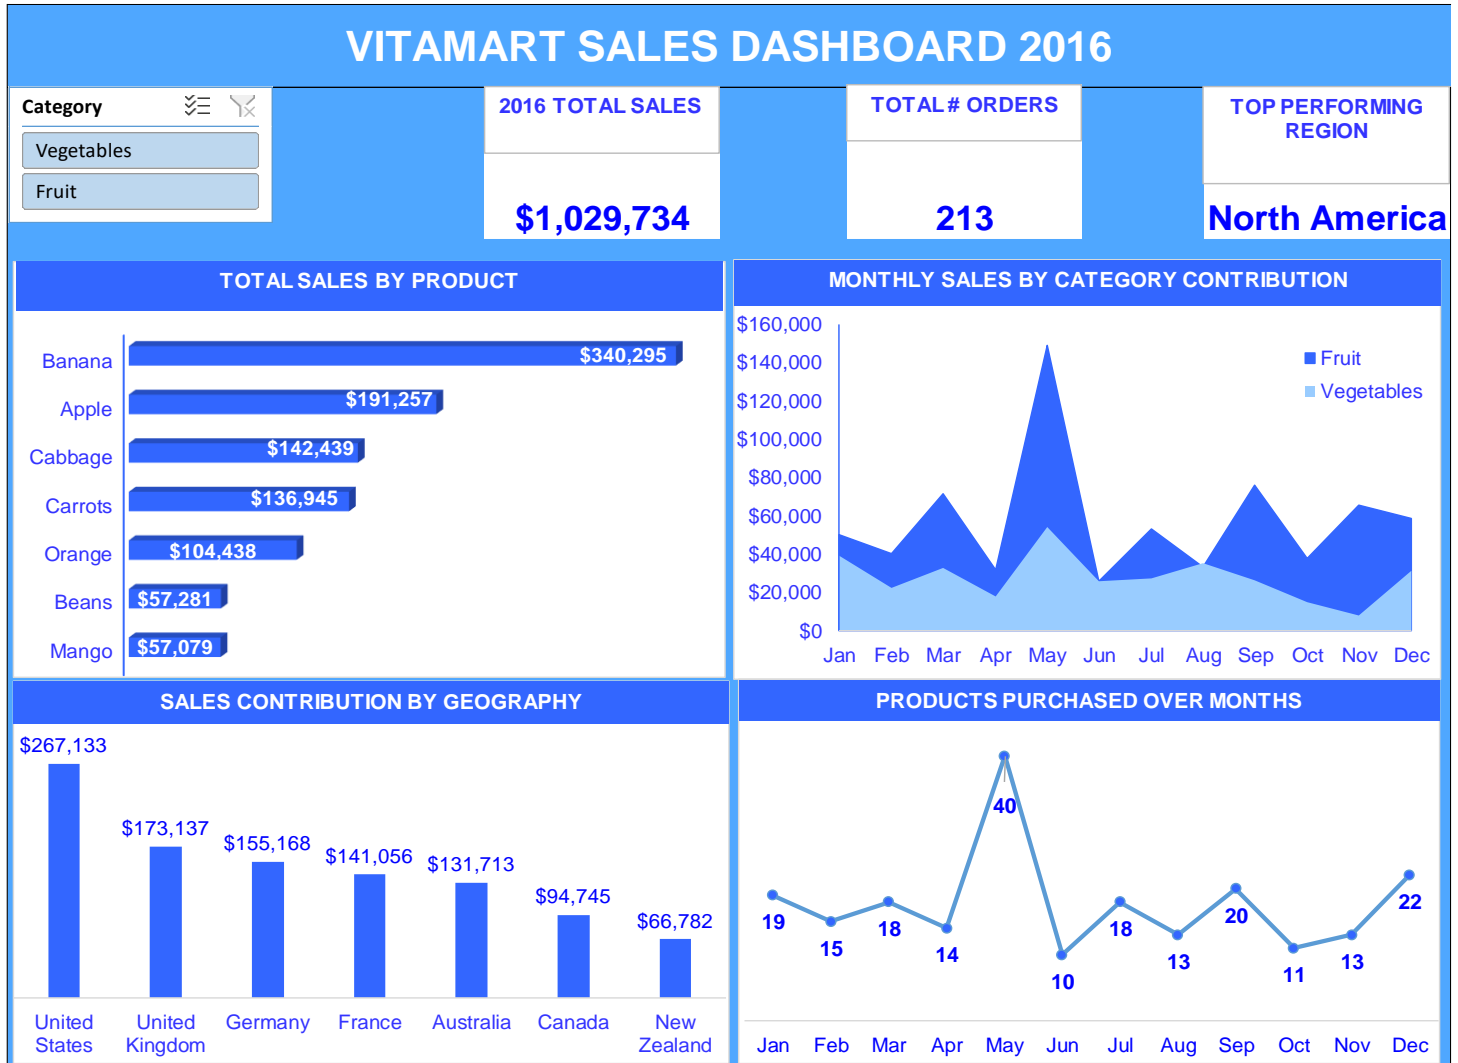 VITAMART SALES DASHBOARD 2016
Category
Vegetables
Fruit
2016 TOTAL SALES
$1,029,734
TOTAL # ORDERS
213
TOP PERFORMING
REGION
North America
TOTAL SALES BY PRODUCT
Banana $340,295
Apple $191,257
Cabbage $142,439
Carrots $136,945
Orange $104,438
Beans $57,281
Mango $57,079
MONTHLY SALES BY CATEGORY CONTRIBUTION
$160,000
$140,000
$120,000
$100,000
$80,000
$60,000
$40,000
$20,000
$0
Fruit
Vegetables
Jan Feb Mar Apr May Jun Jul Aug Sep Oct Nov Dec
SALES CONTRIBUTION BY GEOGRAPHY
$267,133
$173,137
$155,168
$141,056
$131,713
$94,745
$66,782
United
States
United
Kingdom
Germany
France
Australia
Canada
New
Zealand
PRODUCTS PURCHASED OVER MONTHS
19 15 18 14 40 10 18 13 20 11 13 22
Jan Feb Mar Apr May Jun Jul Aug Sep Oct Nov Dec